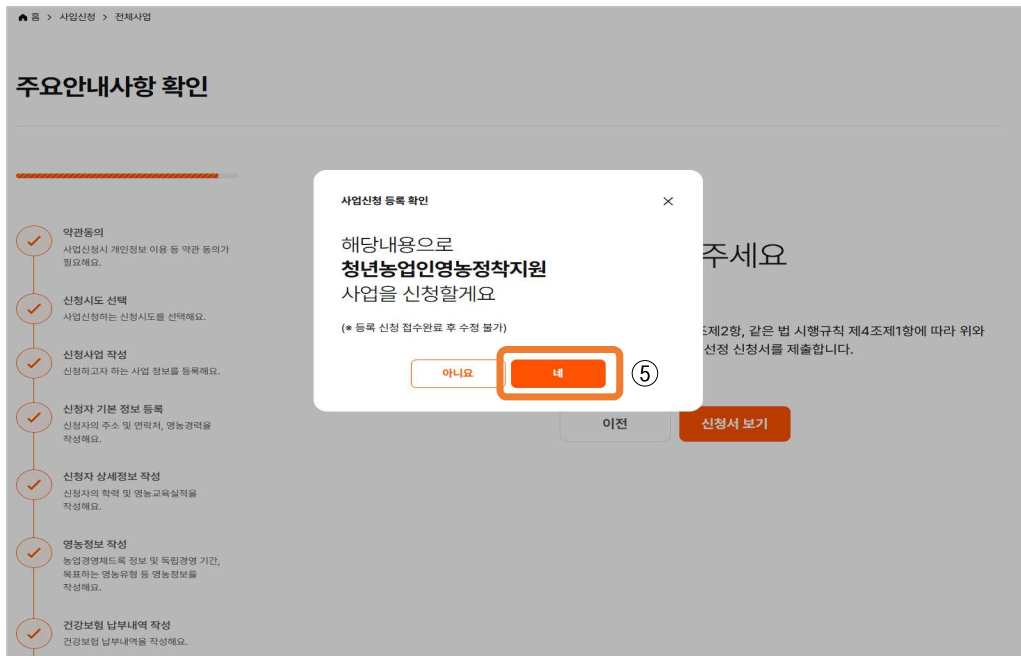 홈 > 사입신청 > 전체사업
주요안내사항 확인
약관동의
사업신청시 개인정보 이용 등 약관 동의가
필요해요.
신청시도 선택
사업신청하는 신청시도를 선택해요.
신청사업 작성
신청하고자 하는 사업 정보를 등록해요.
신청자 기본 정보 등록
신청자의 주소 및 연락처, 영농경력을
작성해요.
신청자 상세정보 작성
신청자의 학력 및 영농교육실적을
작성해요.
영농정보 작성
농업경영체드록 정보 및 독립경영 기간,
목표하는 영농유형 등 영농정보를
작성해요.
건강보험 납부내역 작성
건강보험 납부내역을 작성해요.
사업신청 등록 확인
해당내용으로
청년농업인영농정착지원
사업을 신청할게요
(※ 등록 신청 접수완료 후 수정 불가)
아니요
네
⑤
주세요
제2항, 같은 법 시행규칙 제4조제1항에 따라 위와
선정 신청서를 제출합니다.
이전
신청서 보기